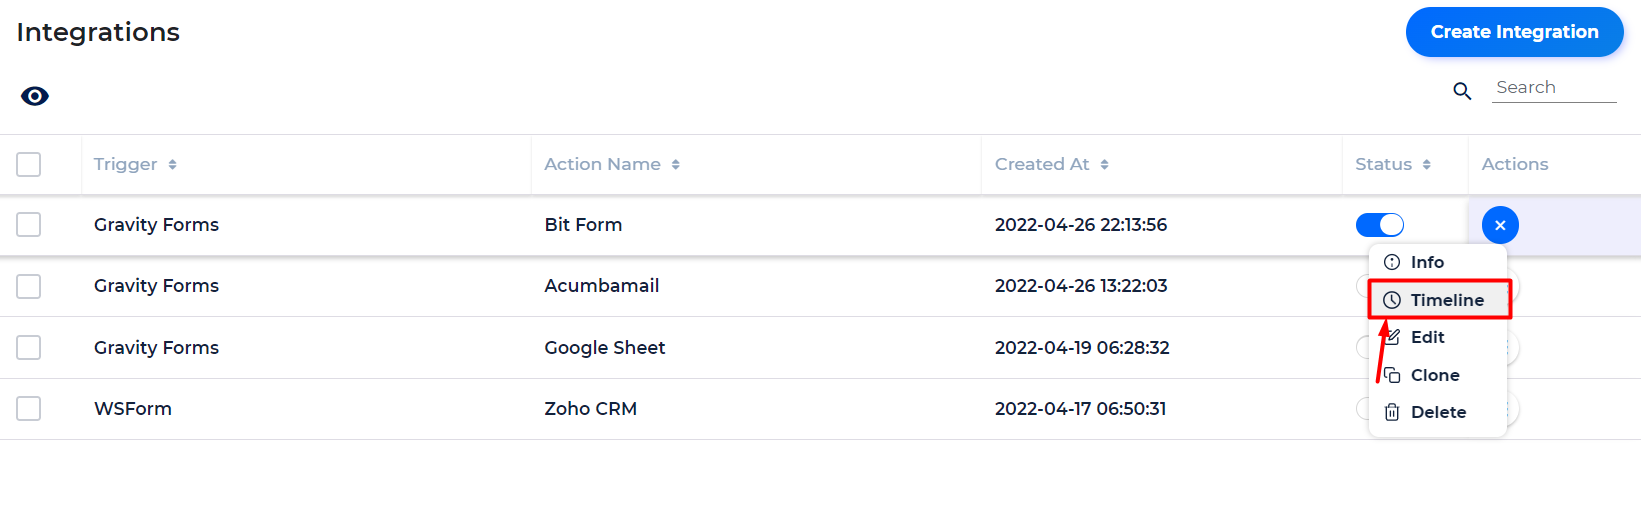 Integrations
Create Integration
Search
Trigger Action Name Created At Status Actions
Gravity Forms Bit Form 2022-04-26 22:13:56
Info
Gravity Forms Acumbamail 2022-04-26 13:22:03
Timeline
Edit
Gravity Forms Google Sheet 2022-04-19 06:28:32
Clone
WSForm Zoho CRM 2022-04-17 06:50:31
Delete